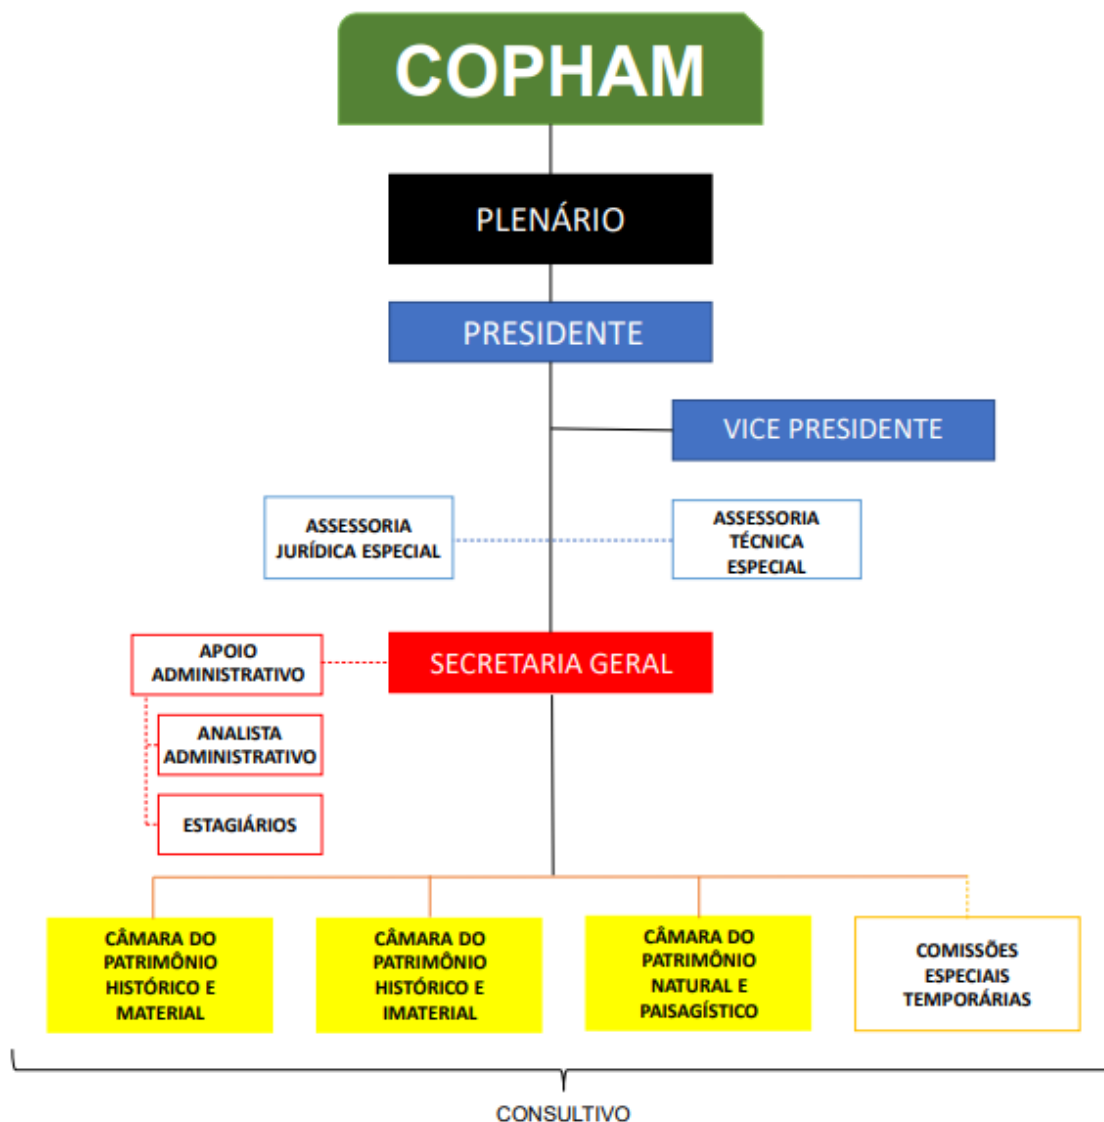 COPHAM
PLENÁRIO
PRESIDENTE
VICE PRESIDENTE
ASSESSORIA
JURÍDICA ESPECIAL
ASSESSORIA
TÉCNICA
ESPECIAL
SECRETARIA GERAL
APOIO
ADMINISTRATIVO
ANALISTA
ADMINISTRATIVO
ESTAGIÁRIOS
CÂMARA DO
PATRIMÔNIO
HISTÓRICO E
MATERIAL
CÂMARA DO
PATRIMÔNIO
HISTÓRICO E
IMATERIAL
CÂMARA DO
PATRIMÔNIO
NATURAL E
PAISAGÍSTICO
COMISSÕES
ESPECIAIS
TEMPORÁRIAS
CONSULTIVO